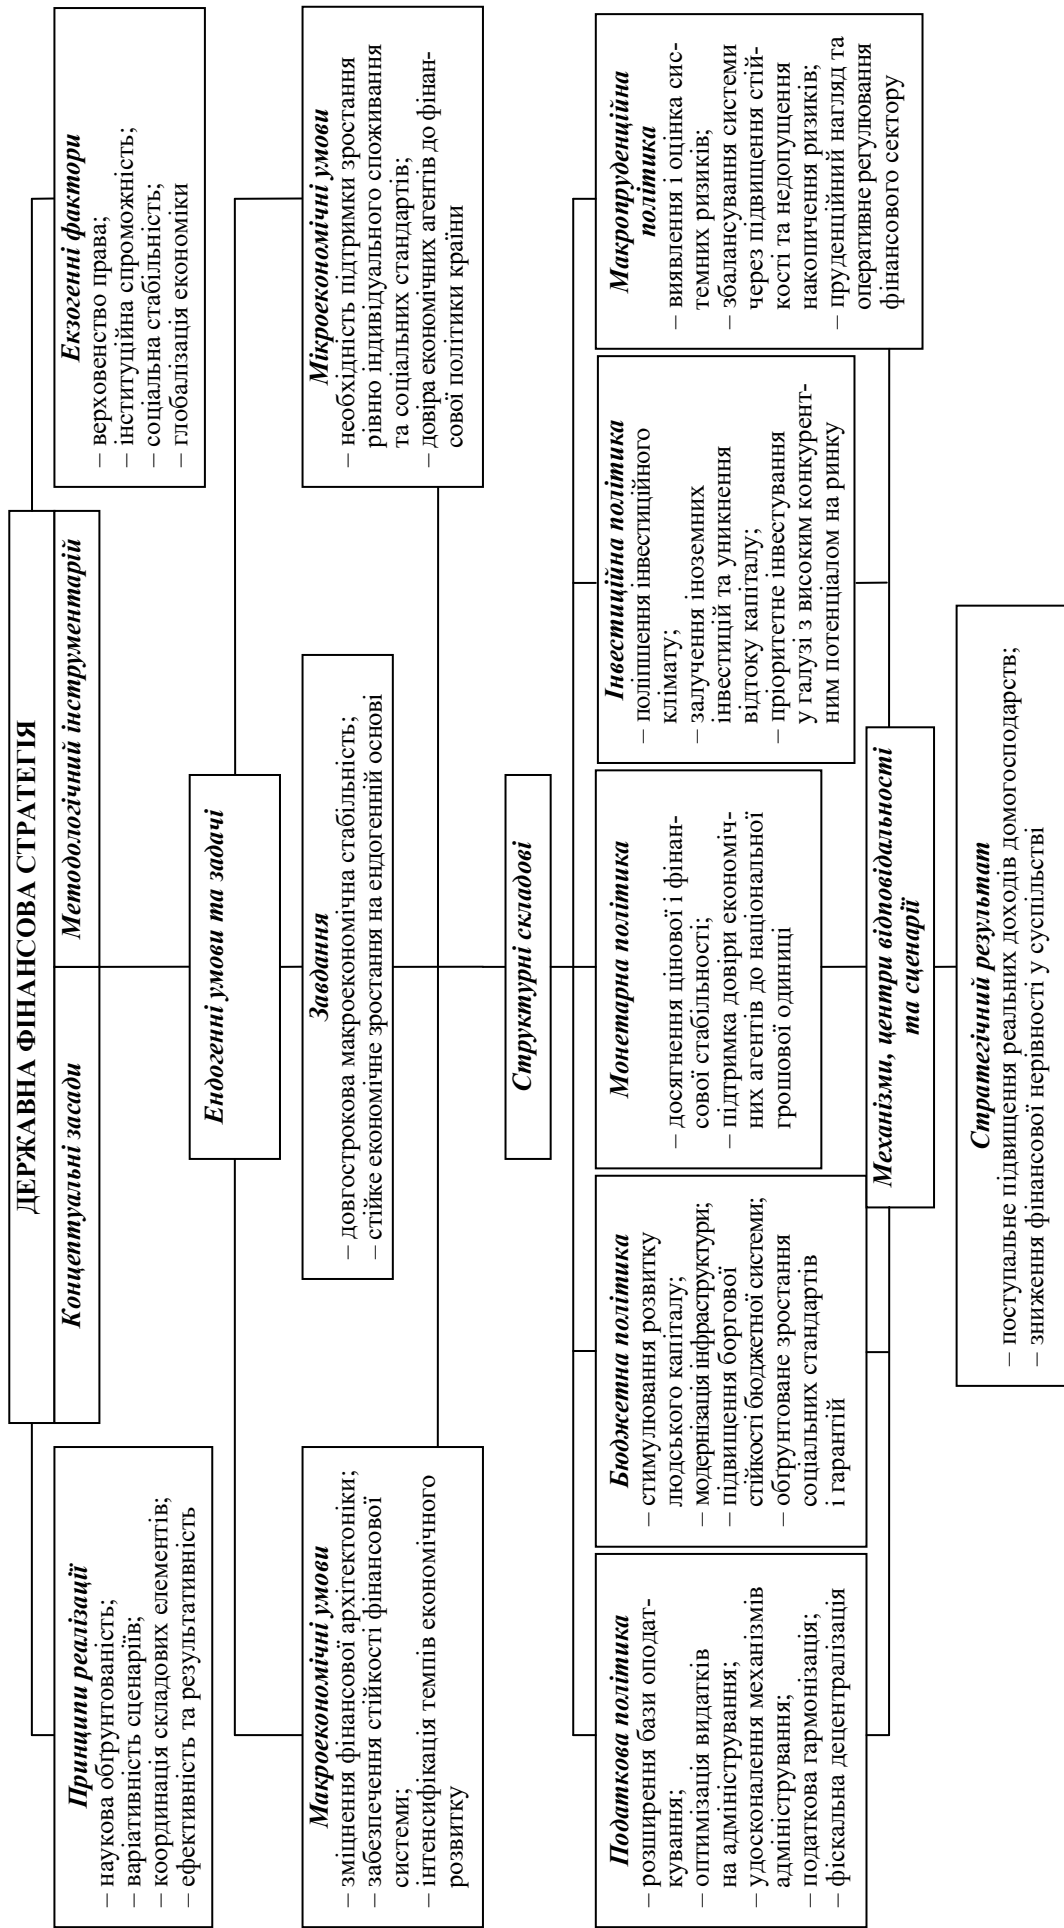 ДЕРЖАВНА ФІНАНСОВА СТРАТЕГІЯ
Концептуальні засади
Методологічний інструментарій
Принципи реалізації
– наукова обґрунтованість;
– варіативність сценаріїв;
– координація складових елементів;
– ефективність та результативність
Екзогенні фактори
– верховенство права;
– інституційна спроможність;
– соціальна стабільність;
– глобалізація економіки
Ендогенні умови та задачі
Макроекономічні умови
– зміцнення фінансової архітектоніки;
– забезпечення стійкості фінансової
системи;
– інтенсифікація темпів економічного
розвитку
Завдання
– довгострокова макроекономічна стабільність;
– стійке економічне зростання на ендогенній основі
Мікроекономічні умови
– необхідність підтримки зростання
рівню індивідуального споживання
та соціальних стандартів;
– довіра економічних агентів до фінан-
сової політики країни
Структурні складові
Податкова політика
– розширення бази оподат-
кування;
– оптимізація видатків
на адміністрування;
– удосконалення механізмів
адміністрування;
– податкова гармонізація;
– фіскальна децентралізація
Бюджетна політика
– стимулювання розвитку
людського капіталу;
– модернізація інфраструктури;
– підвищення боргової
стійкості бюджетної системи;
– обґрунтоване зростання
соціальних стандартів
і гарантій
Монетарна політика
– досягнення цінової і фінан-
сової стабільності;
– підтримка довіри економіч-
них агентів до національної
грошової одиниці
Інвестиційна політика
– поліпшення інвестиційного
клімату;
– залучення іноземних
інвестицій та уникнення
відтоку капіталу;
– пріоритетне інвестування
у галузі з високим конкурент-
ним потенціалом на ринку
Макропруденційна
політика
– виявлення і оцінка сис-
темних ризиків;
– збалансування системи
через підвищення стій-
кості та недопущення
накопичення ризиків;
– пруденційний нагляд та
оперативне регулювання
фінансового сектору
Механізми, центри відповідальності
та сценарії
Стратегічний результат
– поступальне підвищення реальних доходів домогосподарств;
– зниження фінансової нерівності у суспільстві